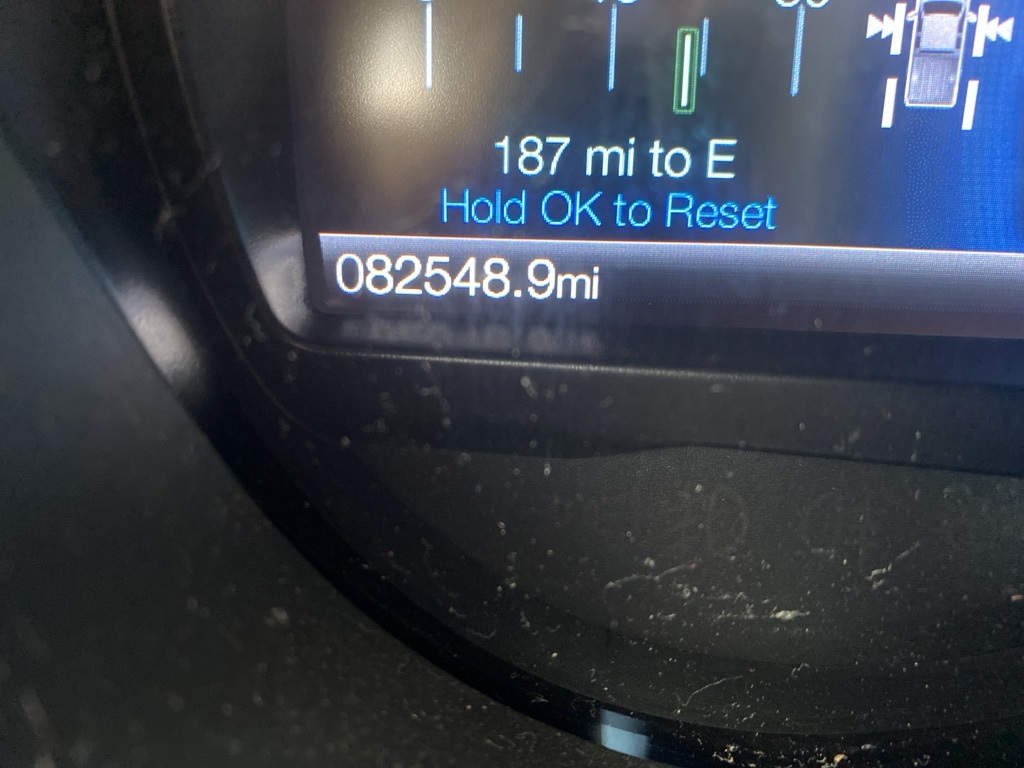 187 mi to E
Hold OK to Reset
082548.9mi